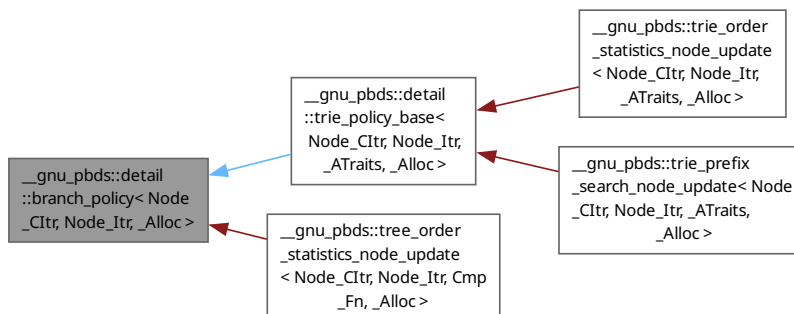 __gnu_pbds::trie_order
_statistics_node_update
< Node_CItr, Node_Itr,
_ATraits, _Alloc >
__gnu_pbds::detail
::trie_policy_base<
Node_CItr, Node_Itr,
_ATraits, _Alloc >
__gnu_pbds::trie_prefix
_search_node_update< Node
_CItr, Node_Itr, _ATraits,
_Alloc >
__gnu_pbds::detail
::branch_policy< Node
_CItr, Node_Itr, _Alloc >
__gnu_pbds::tree_order
_statistics_node_update
< Node_CItr, Node_Itr, Cmp
_Fn, _Alloc >